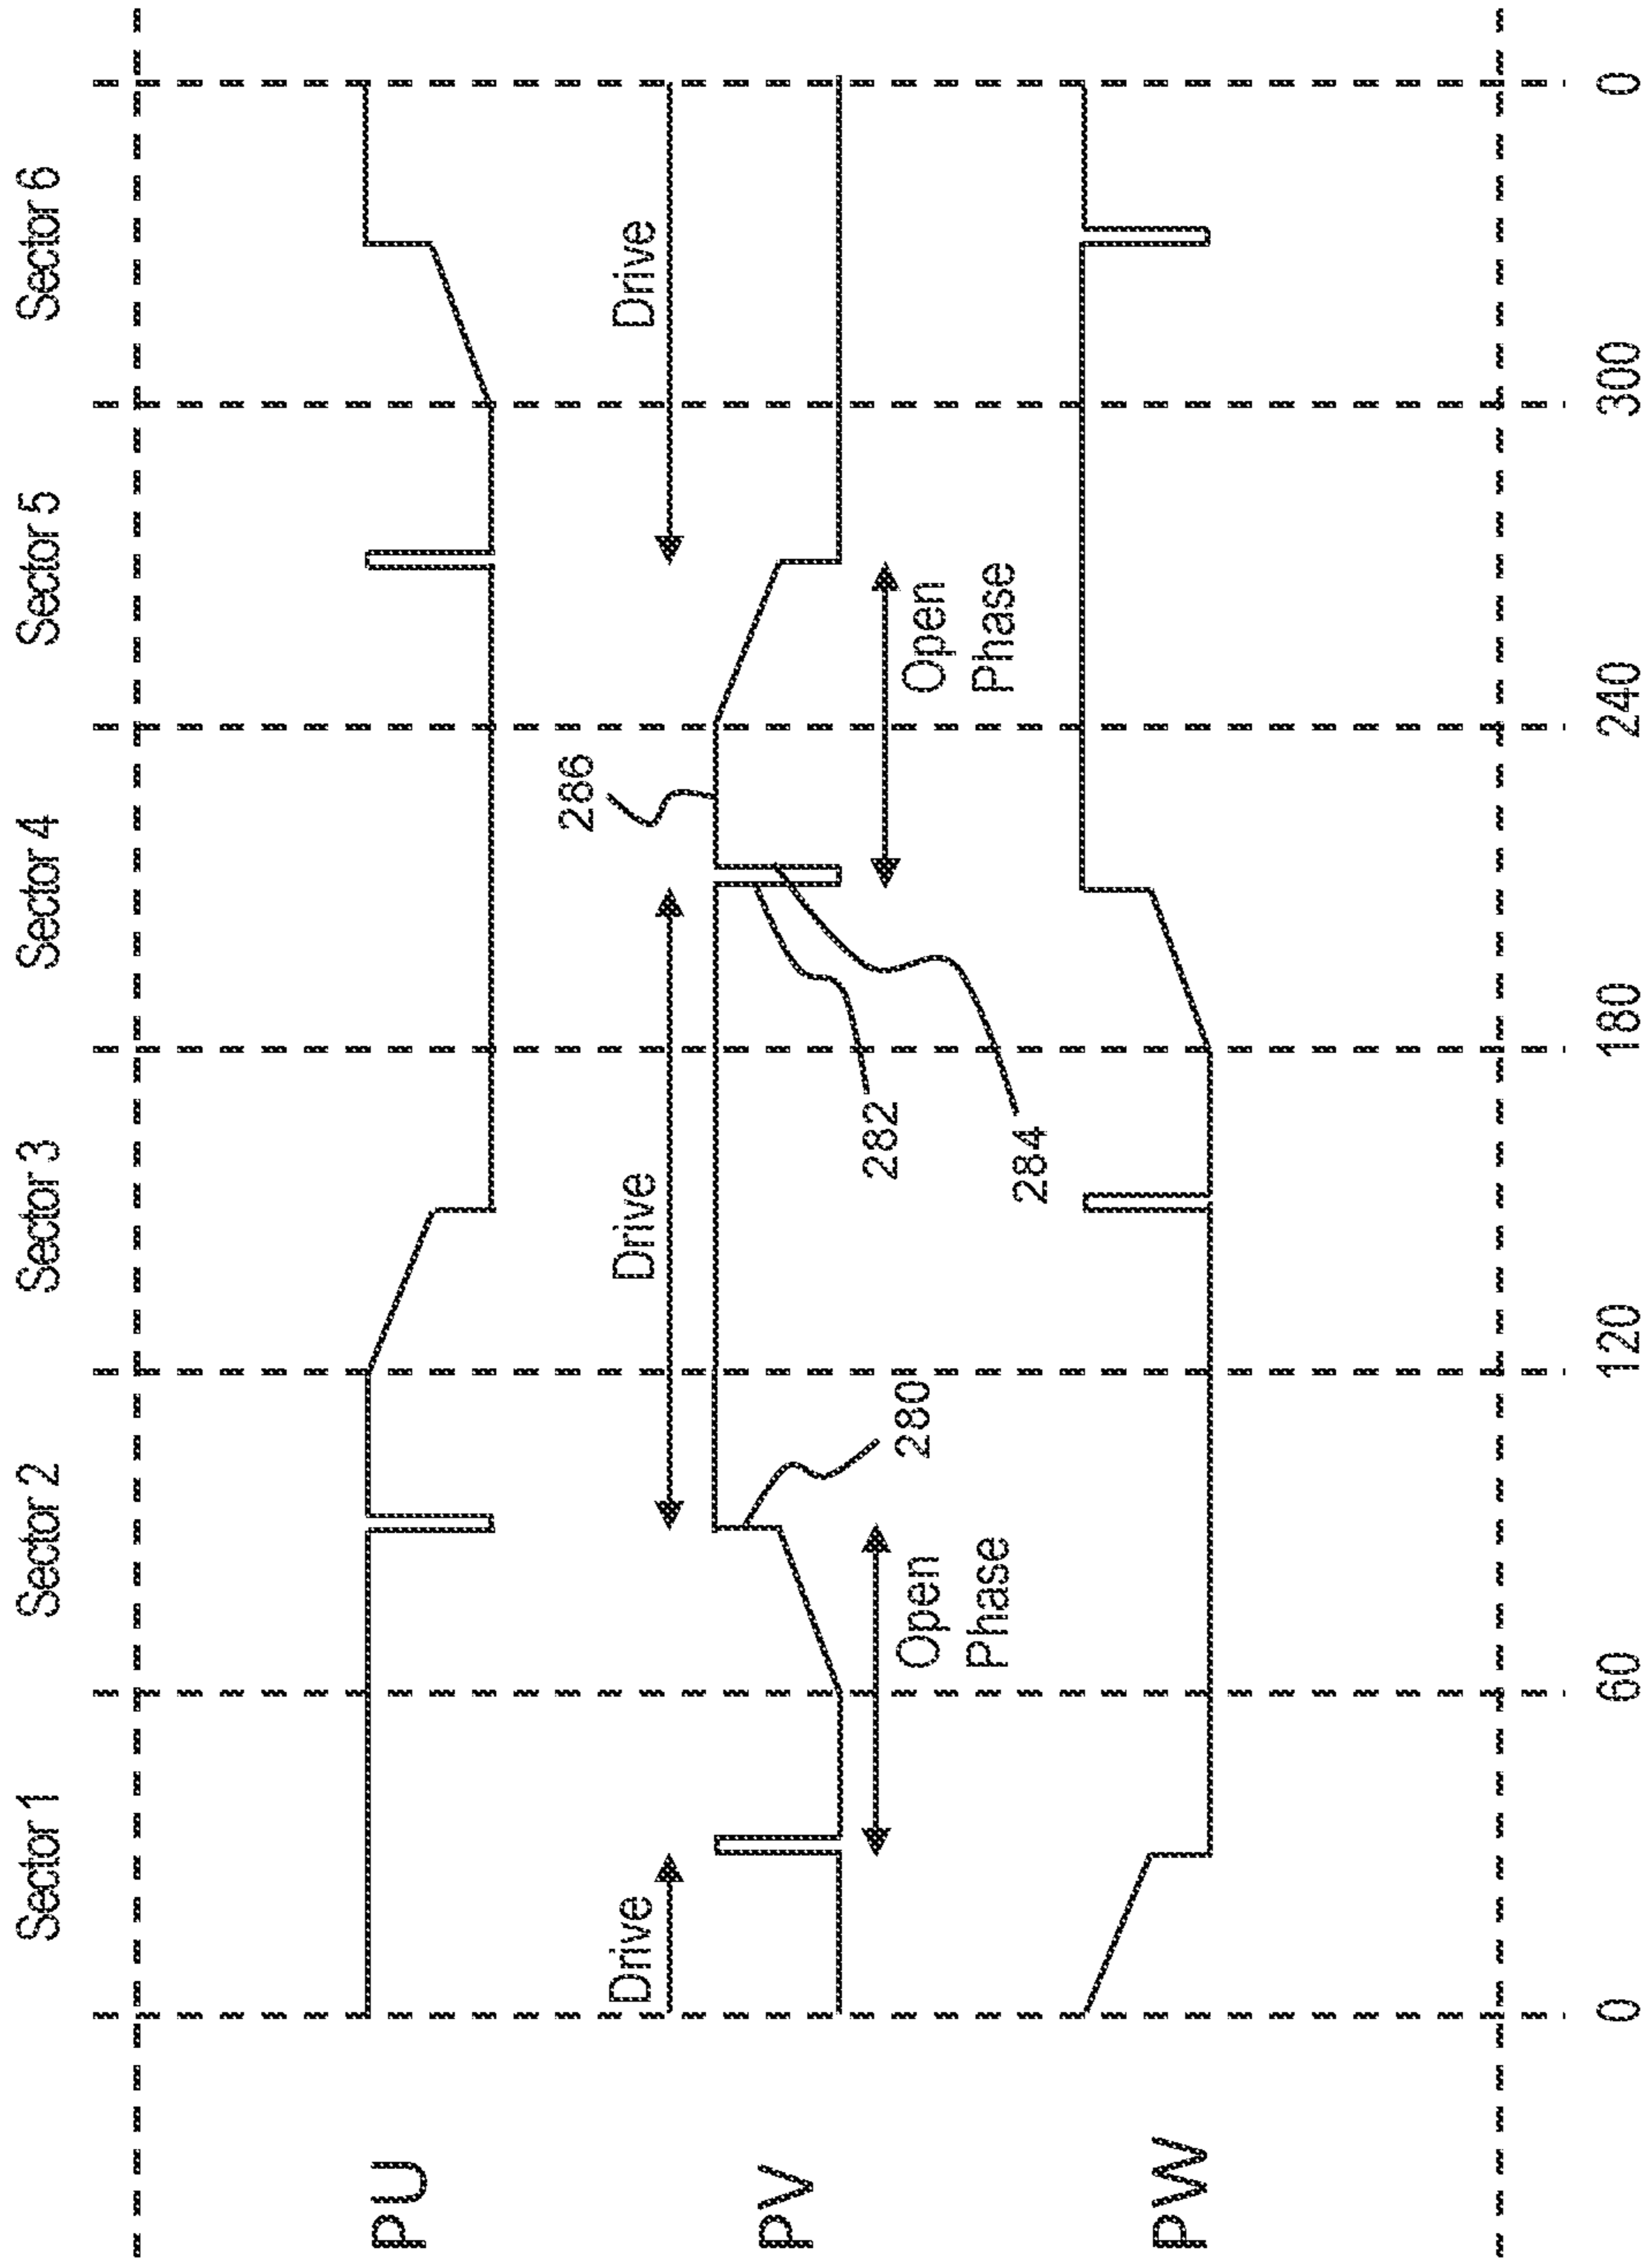 Sector 1
Sector 2
Sector 3
Sector 4
Sector 5
Sector 6
PU
Drive
Drive
Drive
286
PV
280
282
284
Open
Phase
Open
Phase
PW
0
60
120
180
240
300
0